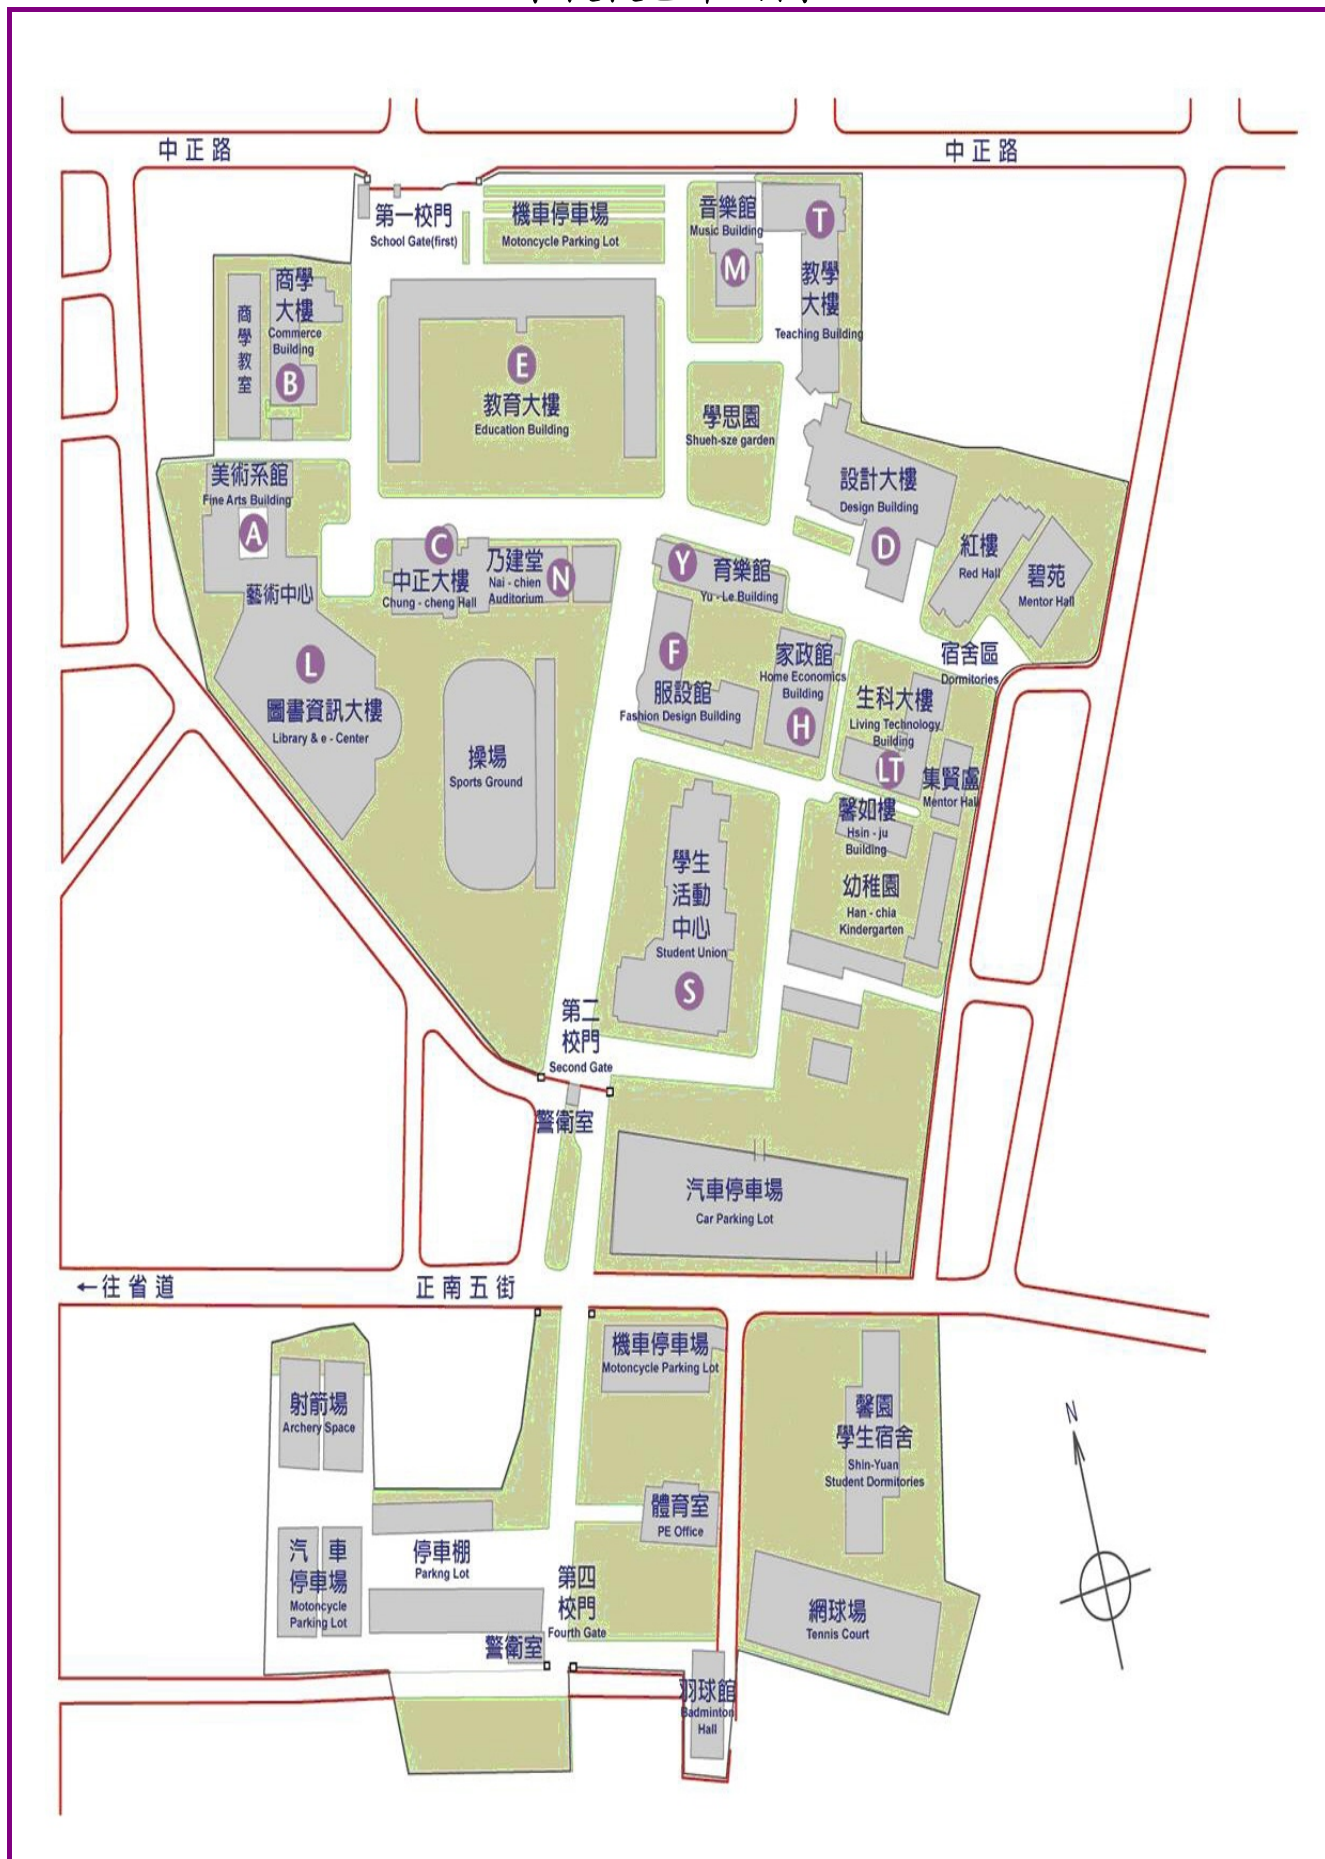 中正路
中正路
第一校門
School Gate(first)
機車停車場
Motoncycle Parking Lot
音樂館
Music Building
M
T
教學
大樓
Teaching Building
商學
大樓
Commerce
Building
B
商
學
教
室
E
教育大樓
Education Building
學思園
Shueh-sze garden
美術系館
Fine Arts Building
A
藝術中心
設計大樓
Design Building
D
C
中正大樓
Chung - cheng Hall
乃建堂
Nai - chien
Auditorium
N
Y
育樂館
Yu - Le Building
紅樓
Red Hall
碧苑
Mentor Hall
宿舍區
Dormitories
L
圖書資訊大樓
Library & e - Center
F
服設館
Fashion Design Building
家政館
Home Economics
Building
H
生科大樓
Living Technology
Building
LT
集賢盧
Mentor Hall
操場
Sports Ground
馨如樓
Hsin - ju
Building
學生
活動
中心
Student Union
S
幼稚園
Han - chia
Kindergarten
第二
校門
Second Gate
警衛室
汽車停車場
Car Parking Lot
←往省道
正南五街
機車停車場
Motoncycle Parking Lot
射箭場
Archery Space
馨園
學生宿舍
Shin-Yuan
Student Dormitories
N
體育室
PE Office
汽 車
停車場
Motoncycle
Parking Lot
停車棚
Parkng Lot
第四
校門
Fourth Gate
警衛室
網球場
Tennis Court
羽球館
Badminton
Hall